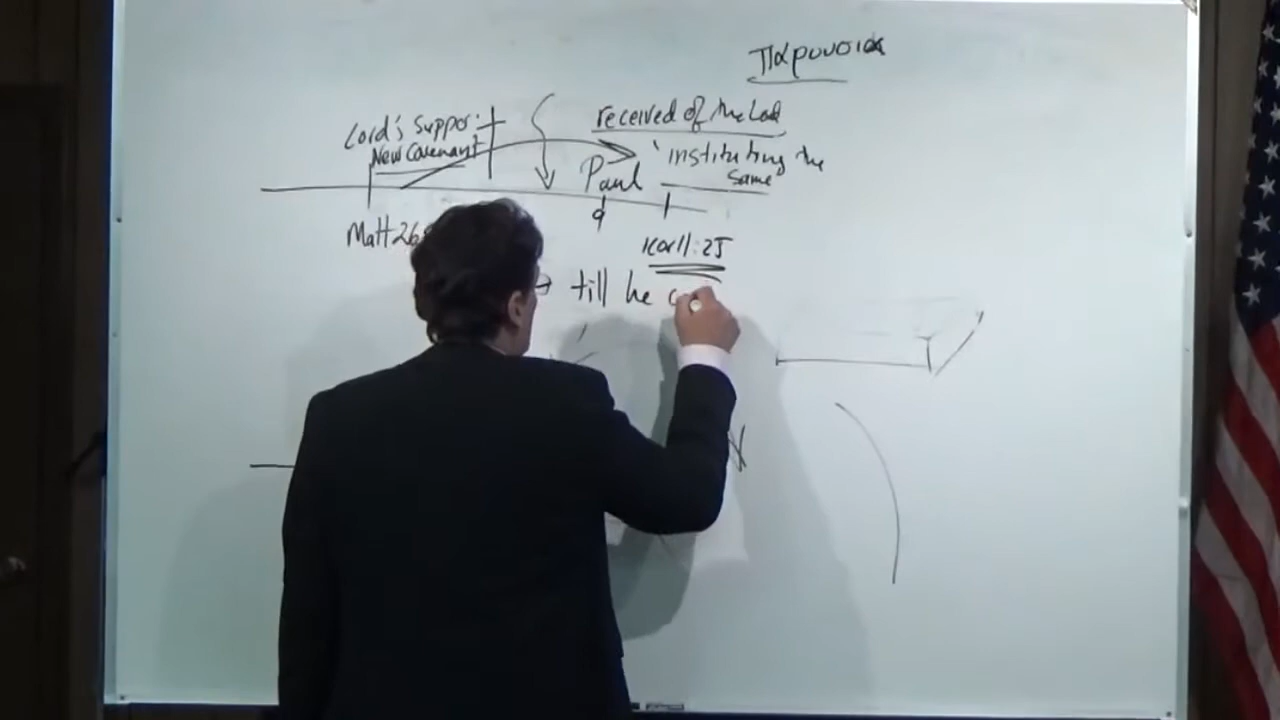 Παρουσια
Lord's Supper
New Covenant
received of the Lord
'instituting the
same
Paul
9
Matt 26
1Cor 11:25
→ till he c